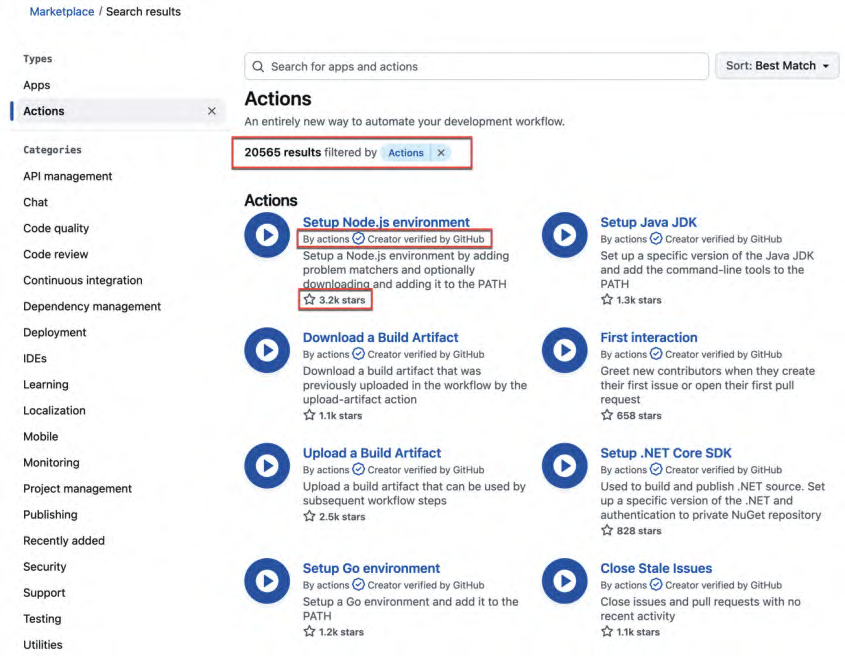 Marketplace / Search results
Types
Apps
Actions
Categories
API management
Chat
Code quality
Code review
Continuous integration
Dependency management
Deployment
IDEs
Learning
Localization
Mobile
Monitoring
Project management
Publishing
Recently added
Security
Support
Testing
Utilities
Search for apps and actions
Sort: Best Match
Actions
An entirely new way to automate your development workflow.
20565 results filtered by Actions
Actions
Setup Node.js environment
By actions Creator verified by GitHub
Setup a Node.js environment by adding
problem matchers and optionally
downloading and adding it to the PATH
3.2k stars
Setup Java JDK
By actions Creator verified by GitHub
Set up a specific version of the Java JDK
and add the command-line tools to the
PATH
1.3k stars
Download a Build Artifact
By actions Creator verified by GitHub
Download a build artifact that was
previously uploaded in the workflow by the
upload-artifact action
1.1k stars
First interaction
By actions Creator verified by GitHub
Greet new contributors when they create
their first issue or open their first pull
request
658 stars
Upload a Build Artifact
By actions Creator verified by GitHub
Upload a build artifact that can be used by
subsequent workflow steps
2.5k stars
Setup .NET Core SDK
By actions Creator verified by GitHub
Used to build and publish .NET source. Set
up a specific version of the .NET and
authentication to private NuGet repository
828 stars
Setup Go environment
By actions Creator verified by GitHub
Setup a Go environment and add it to the
PATH
1.2k stars
Close Stale Issues
By actions Creator verified by GitHub
Close issues and pull requests with no
recent activity
1.1k stars